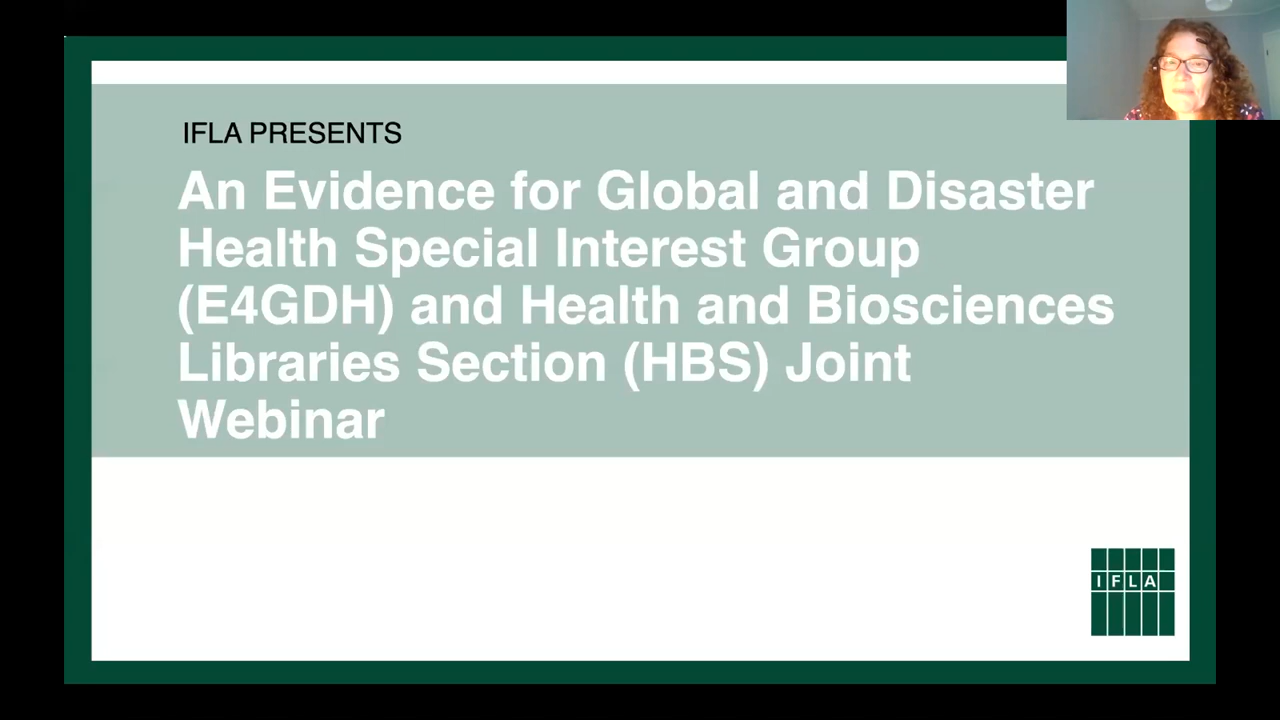 IFLA PRESENTS
An Evidence for Global and Disaster
Health Special Interest Group
(E4GDH) and Health and Biosciences
Libraries Section (HBS) Joint
Webinar
IFLA